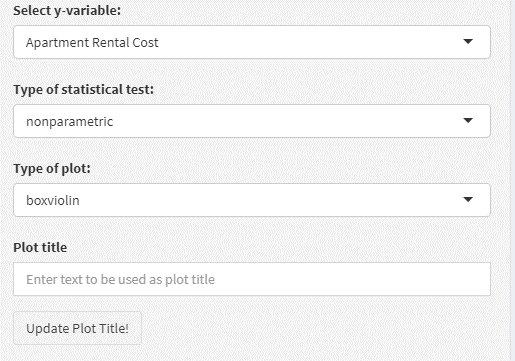 Select y-variable:
Apartment Rental Cost
Type of statistical test:
nonparametric
Type of plot:
boxviolin
Plot title
Enter text to be used as plot title
Update Plot Title!